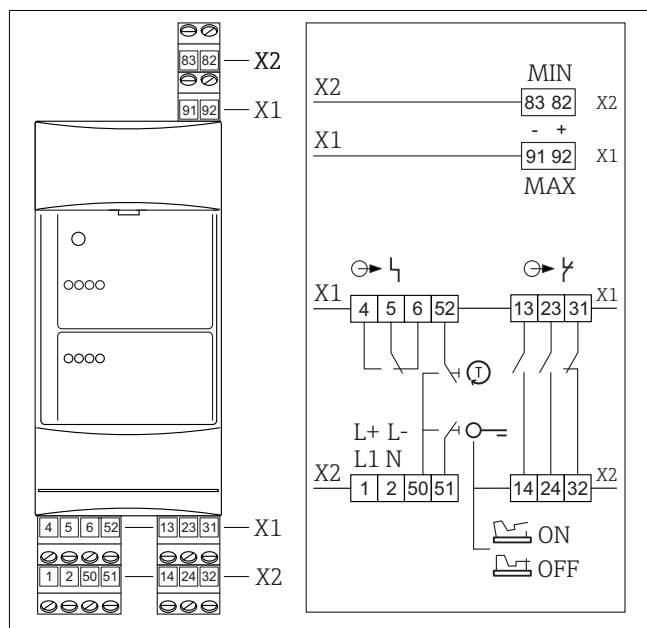 83 82 X2
91 92 X1
4 5 6 52 13 23 31 X1
1 2 50 51 14 24 32 X2
MIN
X2 83 82 X2
- +
X1 91 92 X1
MAX
X1 4 5 6 52 13 23 31 X1
T
L+ L-
L1 N
X2 1 2 50 51 14 24 32 X2
ON
OFF